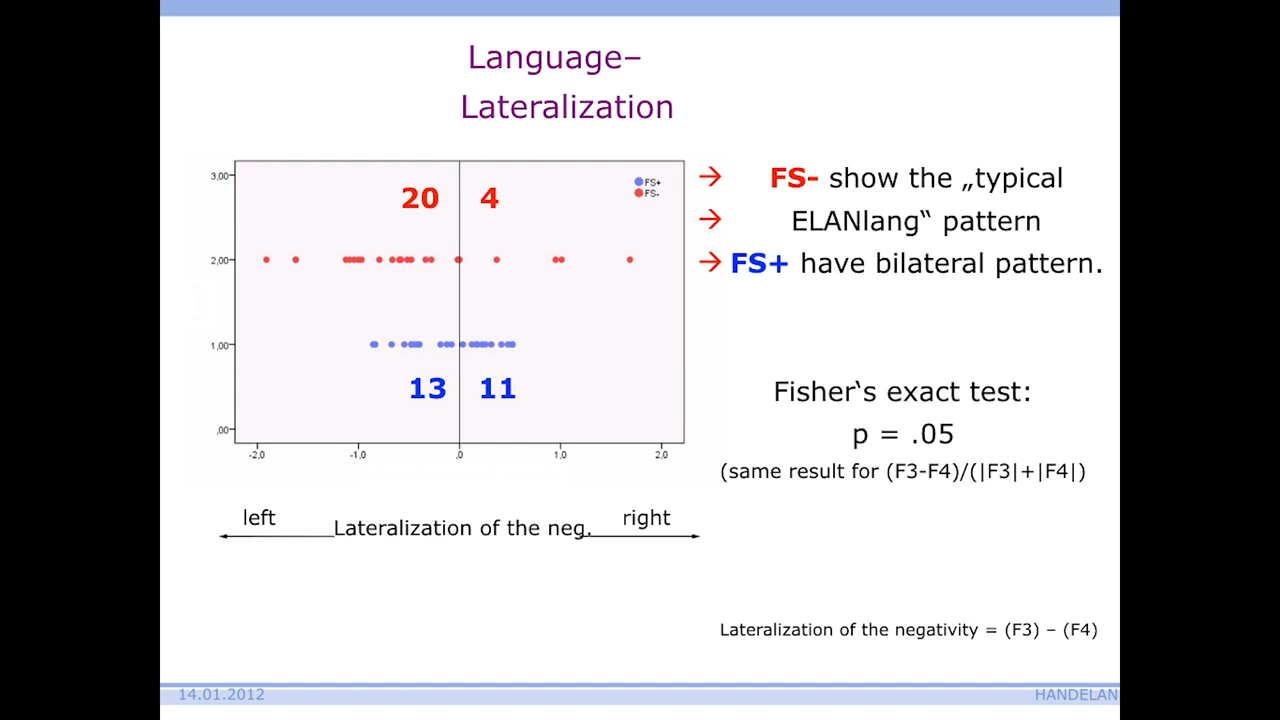 Language–
Lateralization
3,00
2,00
1,00
,00
-2,0
-1,0
,0
1,0
2,0
20
4
FS+
FS-
13
11
left
Lateralization of the neg.
right
→ FS- show the „typical
→ ELANlang“ pattern
→ FS+ have bilateral pattern.
Fisher‘s exact test:
p = .05
(same result for (F3-F4)/(|F3|+|F4|)
Lateralization of the negativity = (F3) – (F4)
14.01.2012
HANDELAN